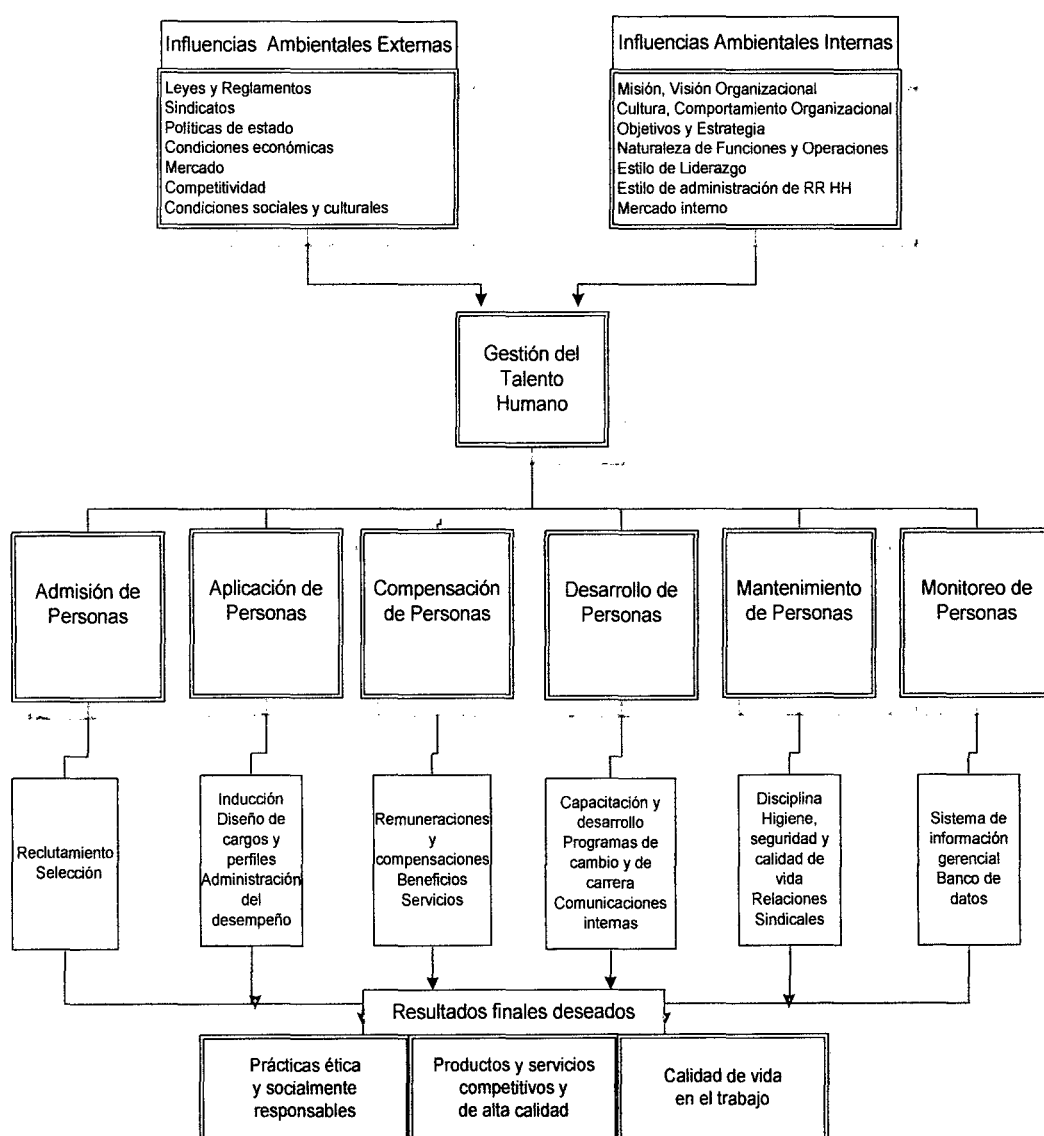 Influencias Ambientales Externas
Leyes y Reglamentos
Sindicatos
Políticas de estado
Condiciones económicas
Mercado
Competitividad
Condiciones sociales y culturales
Influencias Ambientales Internas
Misión, Visión Organizacional
Cultura, Comportamiento Organizacional
Objetivos y Estrategia
Naturaleza de Funciones y Operaciones
Estilo de Liderazgo
Estilo de administración de RR HH
Mercado interno
Gestión del
Talento
Humano
Admisión de
Personas
Aplicación de
Personas
Compensación
de Personas
Desarrollo de
Personas
Mantenimiento
de Personas
Monitoreo de
Personas
Reclutamiento
Selección
Inducción
Diseño de
cargos y
perfiles
Administración
del
desempeño
Remuneraciones
y
compensaciones
Beneficios
Servicios
Capacitación y
desarrollo
Programas de
cambio y de
carrera
Comunicaciones
internas
Disciplina
Higiene,
seguridad y
calidad de
vida
Relaciones
Sindicales
Sistema de
información
gerencial
Banco de
datos
Resultados finales deseados
Prácticas ética
y socialmente
responsables
Productos y servicios
competitivos y
de alta calidad
Calidad de vida
en el trabajo